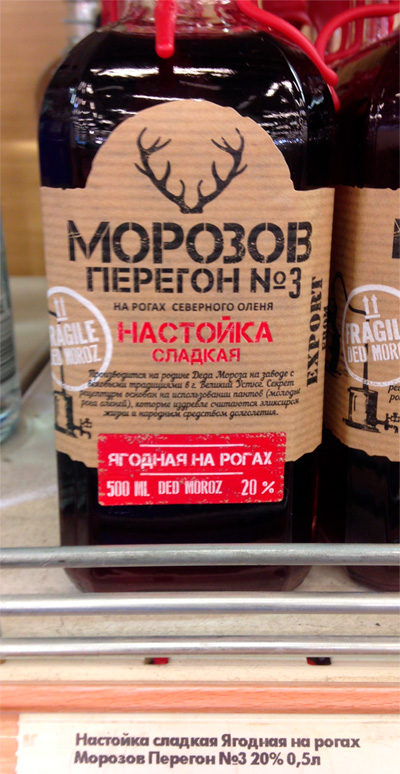 МОРОЗОВ
ПЕРЕГОН №3
НА РОГАХ СЕВЕРНОГО ОЛЕНЯ
НАСТОЙКА
СЛАДКАЯ
FRAGILE
DED MOROZ
EXPORT
Производится на родине Деда Мороза на заводе с
вековыми традициями в г. Великий Устюг. Секрет
рецептуры основан на использовании пантов (молодые
рога оленей), которые издревле считаются эликсиром
жизни и народным средством долголетия.
ЯГОДНАЯ НА РОГАХ
500 ML DED MOROZ 20 %
FRAGILE
DED MOR
Настойка сладкая Ягодная на рогах
Морозов Перегон №3 20% 0,5л